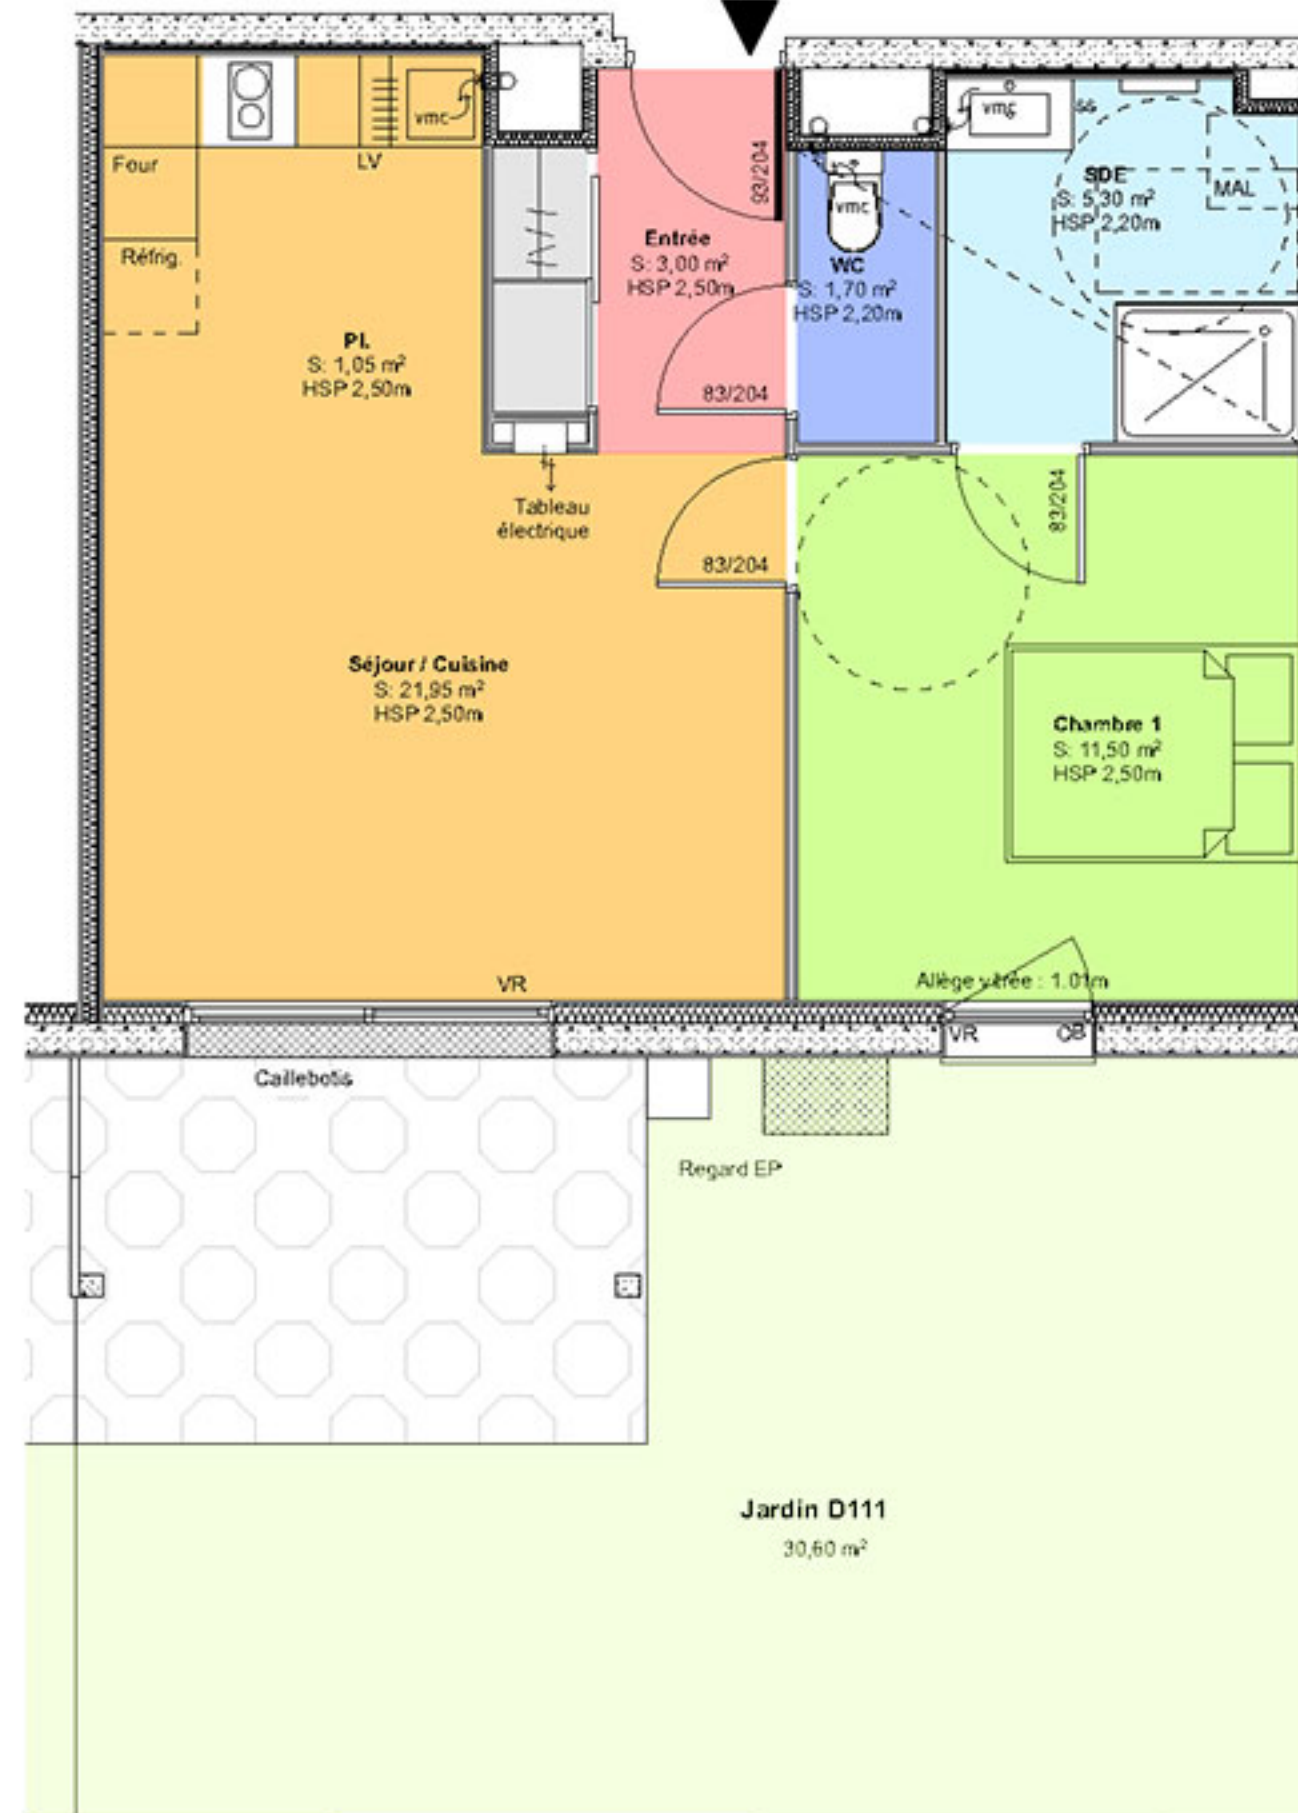 vmc
vmc
ss
Four
LV
93/204
SDE
S: 5,30 m²
HSP 2,20m
MAL
vmc
Entrée
S: 3,00 m²
HSP 2,50m
Réfrig.
WC
S: 1,70 m²
HSP 2,20m
Pl.
S: 1,05 m²
HSP 2,50m
83/204
Tableau
électrique
83/204
83/204
Séjour / Cuisine
S: 21,95 m²
HSP 2,50m
Chambre 1
S: 11,50 m²
HSP 2,50m
VR
Allège vitrée : 1.01m
VR
OB
Caillebotis
Regard EP
Jardin D111
30,60 m²